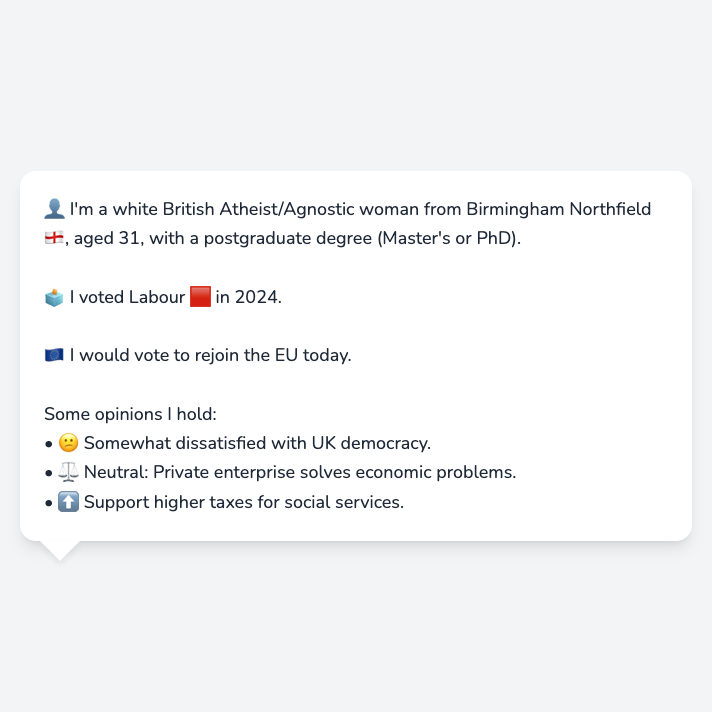 👤 I'm a white British Atheist/Agnostic woman from Birmingham Northfield
🏴󠁧󠁢󠁥󠁮󠁧󠁿, aged 31, with a postgraduate degree (Master's or PhD).
🗳️ I voted Labour 🟥 in 2024.
🇪🇺 I would vote to rejoin the EU today.
Some opinions I hold:
• 😕 Somewhat dissatisfied with UK democracy.
• ⚖️ Neutral: Private enterprise solves economic problems.
• ⬆️ Support higher taxes for social services.